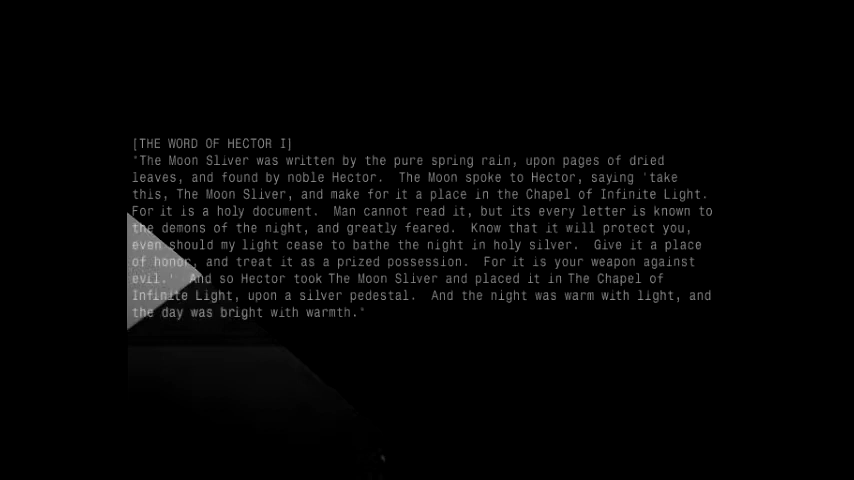 [THE WORD OF HECTOR I]
"The Moon Sliver was written by the pure spring rain, upon pages of dried
leaves, and found by noble Hector.  The Moon spoke to Hector, saying 'take
this, The Moon Sliver, and make for it a place in the Chapel of Infinite Light.
For it is a holy document.  Man cannot read it, but its every letter is known to
the demons of the night, and greatly feared.  Know that it will protect you,
even should my light cease to bathe the night in holy silver.  Give it a place
of honor, and treat it as a prized possession.  For it is your weapon against
evil.'  And so Hector took The Moon Sliver and placed it in The Chapel of
Infinite Light, upon a silver pedestal.  And the night was warm with light, and
the day was bright with warmth."